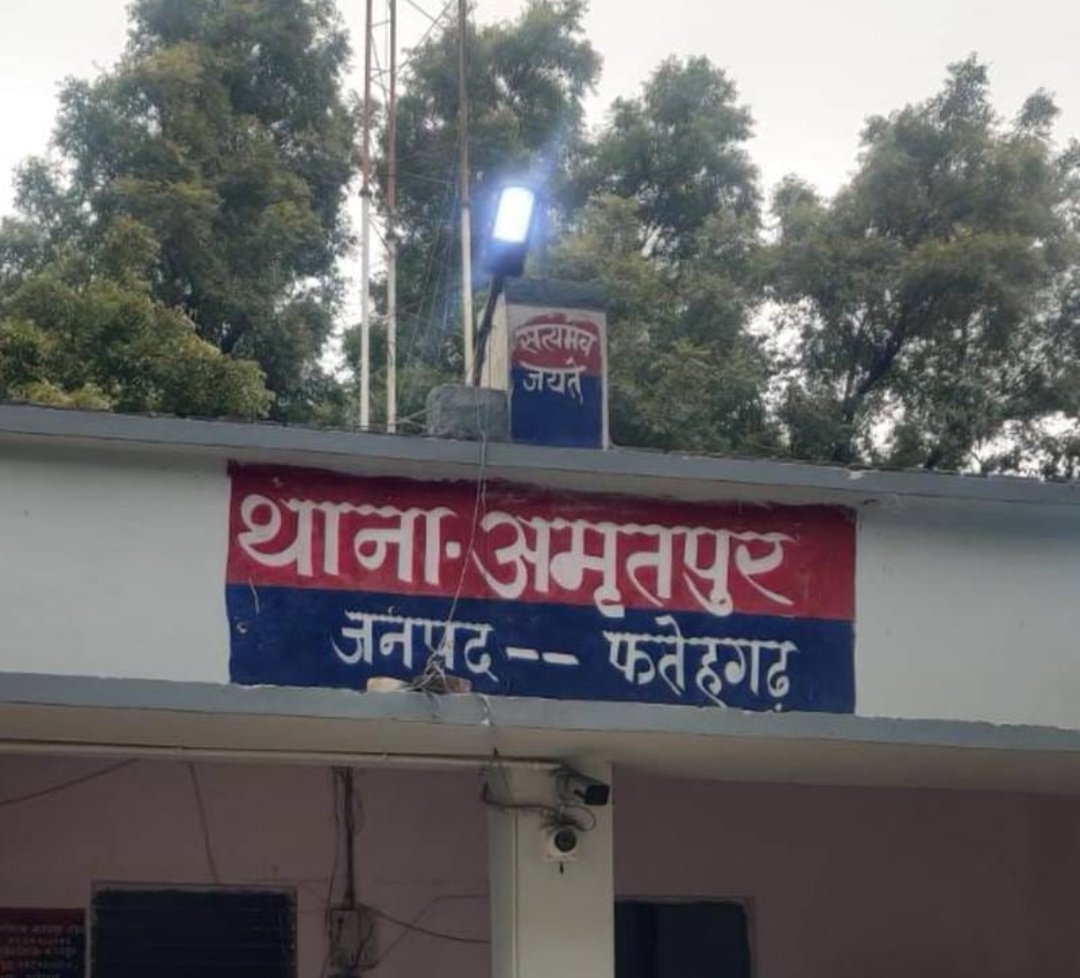 सत्यमेव
जयते
थाना·अमृतपुर
जनपद -- फतेहगढ़